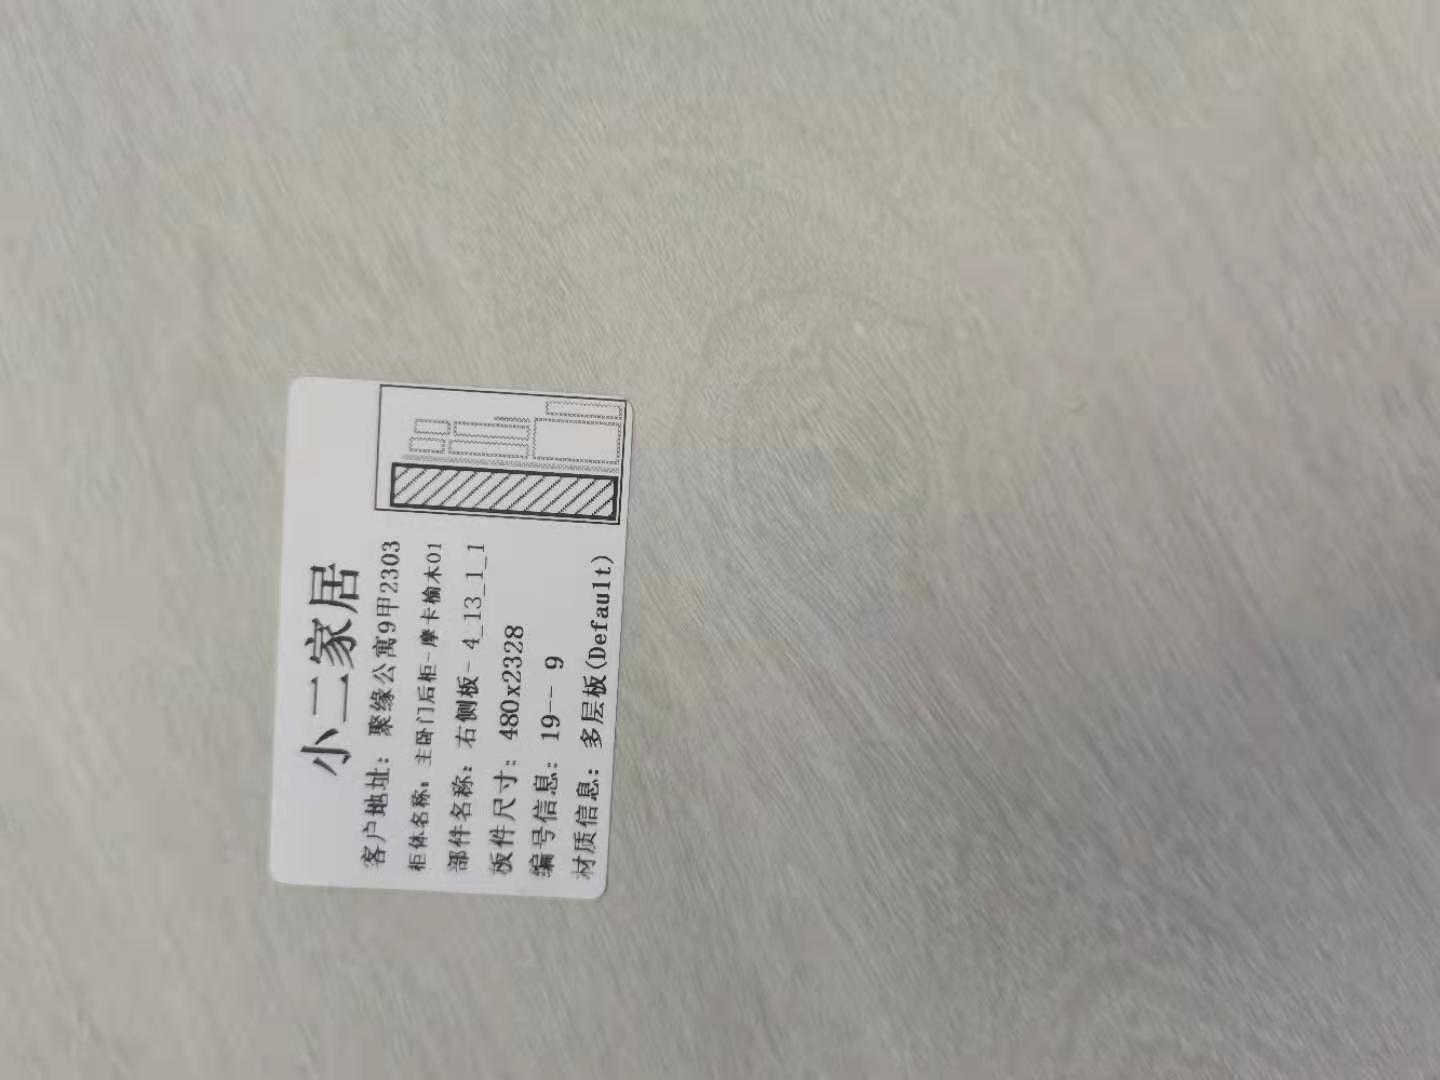 小二家居
客户地址：聚缘公寓9甲2303
柜体名称：主卧门后柜-摩卡榆木01
部件名称：右侧板- 4_13_1_1
板件尺寸：480x2328
编号信息：19-- 9
材质信息：多层板(Default)